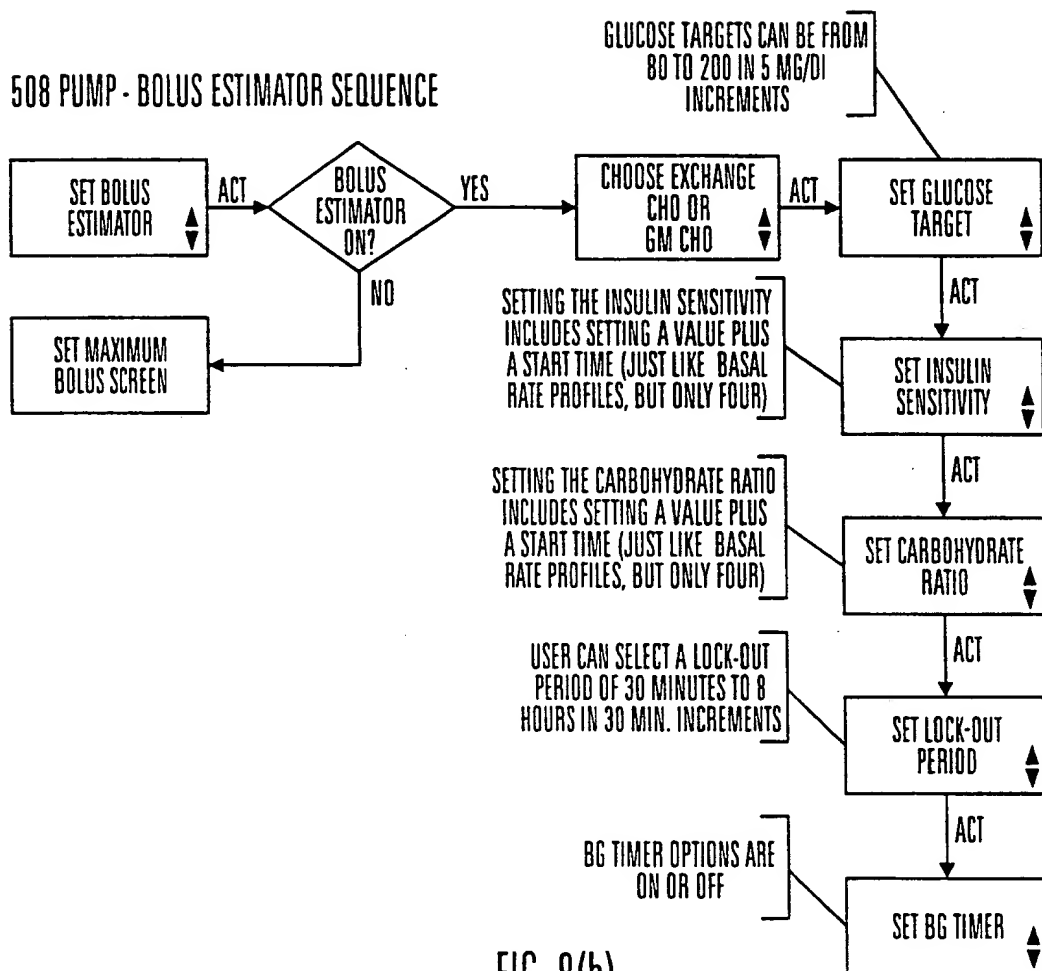 GLUCOSE TARGETS CAN BE FROM
80 TO 200 IN 5 MG/Dl
INCREMENTS
508 PUMP - BOLUS ESTIMATOR SEQUENCE
SET BOLUS
ESTIMATOR
ACT
BOLUS
ESTIMATOR
ON?
YES
CHOOSE EXCHANGE
CHO OR
GM CHO
ACT
SET GLUCOSE
TARGET
NO
ACT
SET MAXIMUM
BOLUS SCREEN
SETTING THE INSULIN SENSITIVITY
INCLUDES SETTING A VALUE PLUS
A START TIME (JUST LIKE BASAL
RATE PROFILES, BUT ONLY FOUR)
SET INSULIN
SENSITIVITY
ACT
SETTING THE CARBOHYDRATE RATIO
INCLUDES SETTING A VALUE PLUS
A START TIME (JUST LIKE BASAL
RATE PROFILES, BUT ONLY FOUR)
SET CARBOHYDRATE
RATIO
ACT
USER CAN SELECT A LOCK-OUT
PERIOD OF 30 MINUTES TO 8
HOURS IN 30 MIN. INCREMENTS
SET LOCK-OUT
PERIOD
ACT
BG TIMER OPTIONS ARE
ON OR OFF
SET BG TIMER
FIG. 9(b)